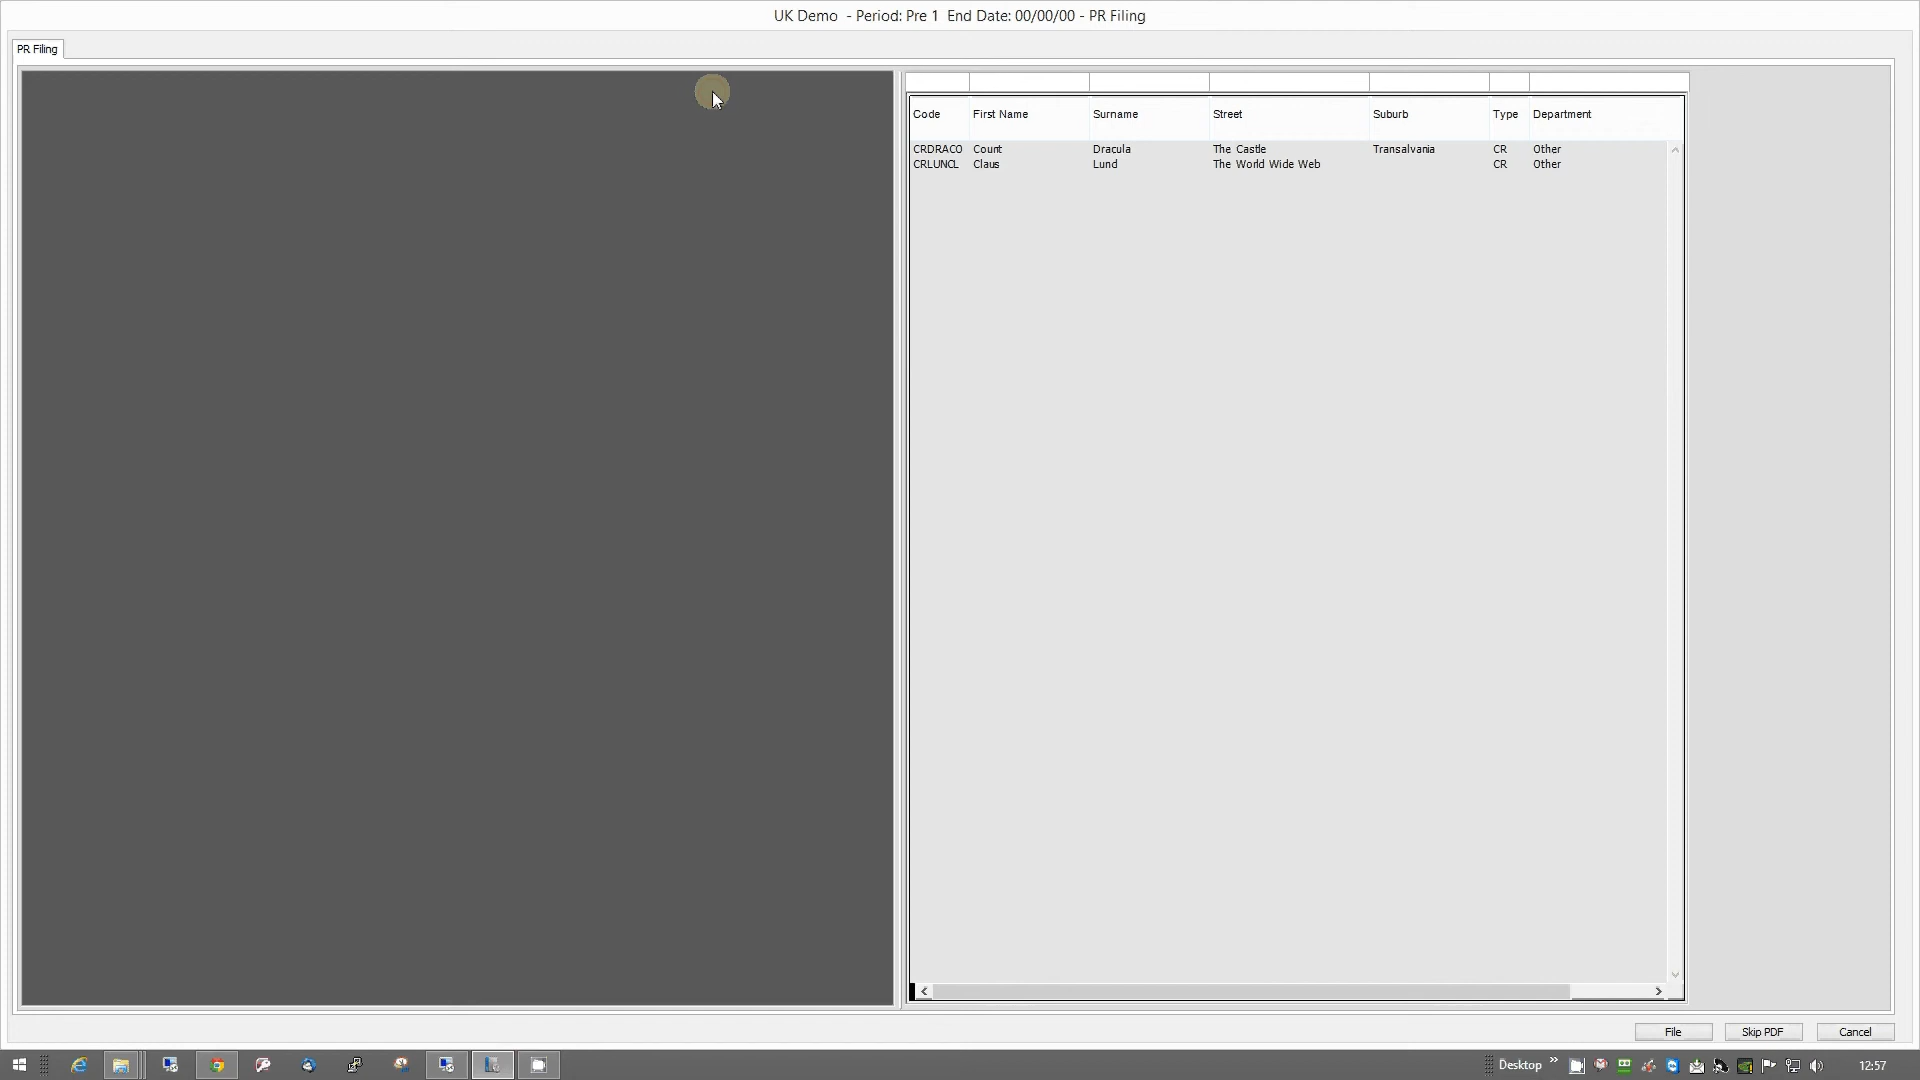 UK Demo - Period: Pre 1 End Date: 00/00/00 - PR Filing
PR Filing
Code First Name Surname Street Suburb Type Department
CRDRACO Count Dracula The Castle Transalvania CR Other
CRLUNCL Claus Lund The World Wide Web CR Other
File Skip PDF Cancel
Desktop 12:57